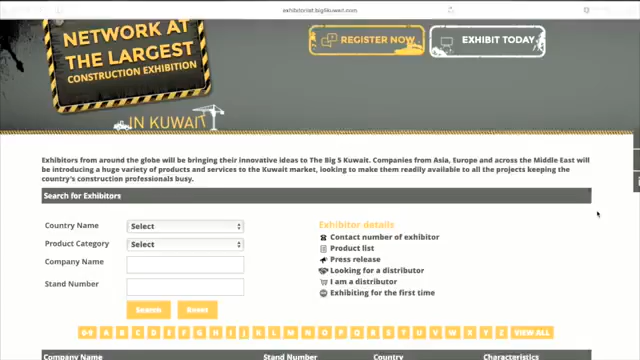 exhibitorlist.big5kuwait.com
NETWORK AT
THE LARGEST
CONSTRUCTION EXHIBITION
IN KUWAIT
REGISTER NOW
EXHIBIT TODAY
Exhibitors from around the globe will be bringing their innovative ideas to The Big 5 Kuwait. Companies from Asia, Europe and across the Middle East will
be introducing a huge variety of products and services to the Kuwait market, looking to make them readily available to all the projects keeping the
country's construction professionals busy.
Search for Exhibitors
Country Name Select
Product Category Select
Company Name
Stand Number
Search Reset
Exhibitor details
Contact number of exhibitor
Product list
Press release
Looking for a distributor
I am a distributor
Exhibiting for the first time
0-9 A B C D E F G H I J K L M N O P Q R S T U V W X Y Z VIEW ALL
Company Name Stand Number Country Characteristics